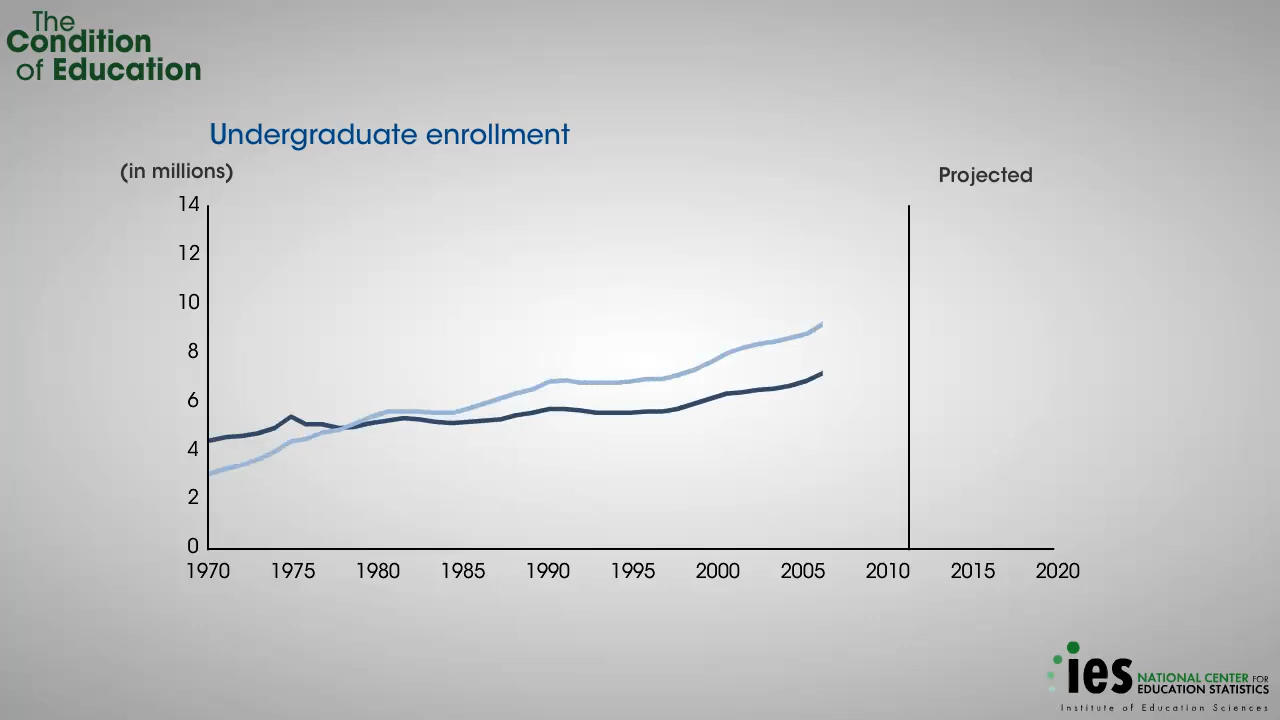 The
Condition
of Education
Undergraduate enrollment
(in millions)
Projected
14
12
10
8
6
4
2
0
1970 1975 1980 1985 1990 1995 2000 2005 2010 2015 2020
ies NATIONAL CENTER FOR
EDUCATION STATISTICS
Institute of Education Sciences